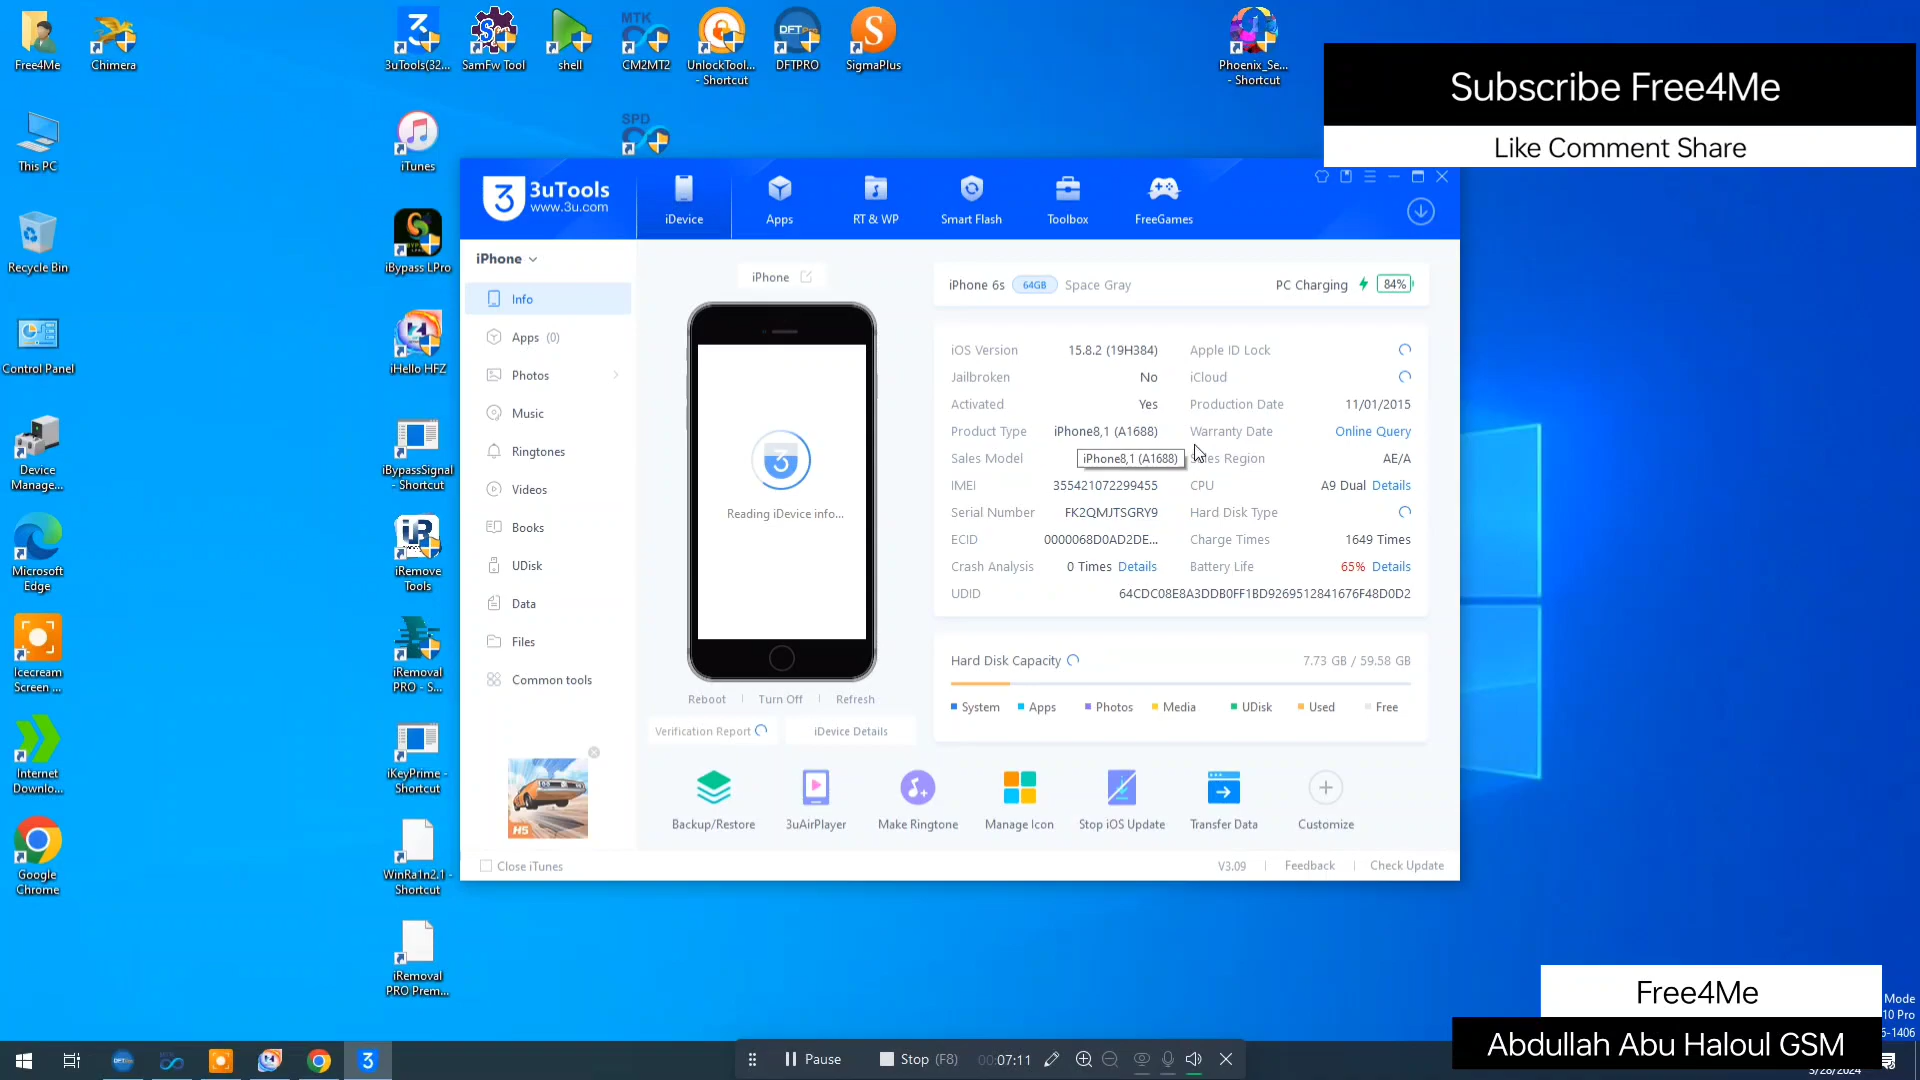 Free4Me
Chimera
3uTools(32...
SamFw Tool
shell
MTK
CM2MT2
UnlockTool...
- Shortcut
DFTPRO
SigmaPlus
Phoenix_Se...
- Shortcut
Subscribe Free4Me
Like Comment Share
This PC
iTunes
SPD
Recycle Bin
iBypass LPro
Control Panel
iHello HFZ
Device
Manage...
iBypassSignal
- Shortcut
Microsoft
Edge
iRemove
Tools
Icecream
Screen ...
iRemoval
PRO - S...
Internet
Downlo...
iKeyPrime -
Shortcut
Google
Chrome
WinRa1n2.1 -
Shortcut
iRemoval
PRO Prem...
3uTools
www.3u.com
iDevice
Apps
RT & WP
Smart Flash
Toolbox
FreeGames
iPhone
Info
Apps (0)
Photos
Music
Ringtones
Videos
Books
UDisk
Data
Files
Common tools
H5
Close iTunes
iPhone
Reading iDevice info...
Reboot | Turn Off | Refresh
Verification Report
iDevice Details
iPhone 6s 64GB Space Gray
PC Charging 84%
iOS Version 15.8.2 (19H384) Apple ID Lock
Jailbroken No iCloud
Activated Yes Production Date 11/01/2015
Product Type iPhone8,1 (A1688) Warranty Date Online Query
Sales Model iPhone8,1 (A1688) Region AE/A
IMEI 355421072299455 CPU A9 Dual Details
Serial Number FK2QMJTSGRY9 Hard Disk Type
ECID 0000068D0AD2DE... Charge Times 1649 Times
Crash Analysis 0 Times Details Battery Life 65% Details
UDID 64CDC08E8A3DDB0FF1BD9269512841676F48D0D2
Hard Disk Capacity 7.73 GB / 59.58 GB
System Apps Photos Media UDisk Used Free
Backup/Restore
3uAirPlayer
Make Ringtone
Manage Icon
Stop iOS Update
Transfer Data
Customize
V3.09 | Feedback | Check Update
Free4Me
Abdullah Abu Haloul GSM
Mode
10 Pro
-1406
Pause
Stop (F8)
00:07:11
3/28/2024